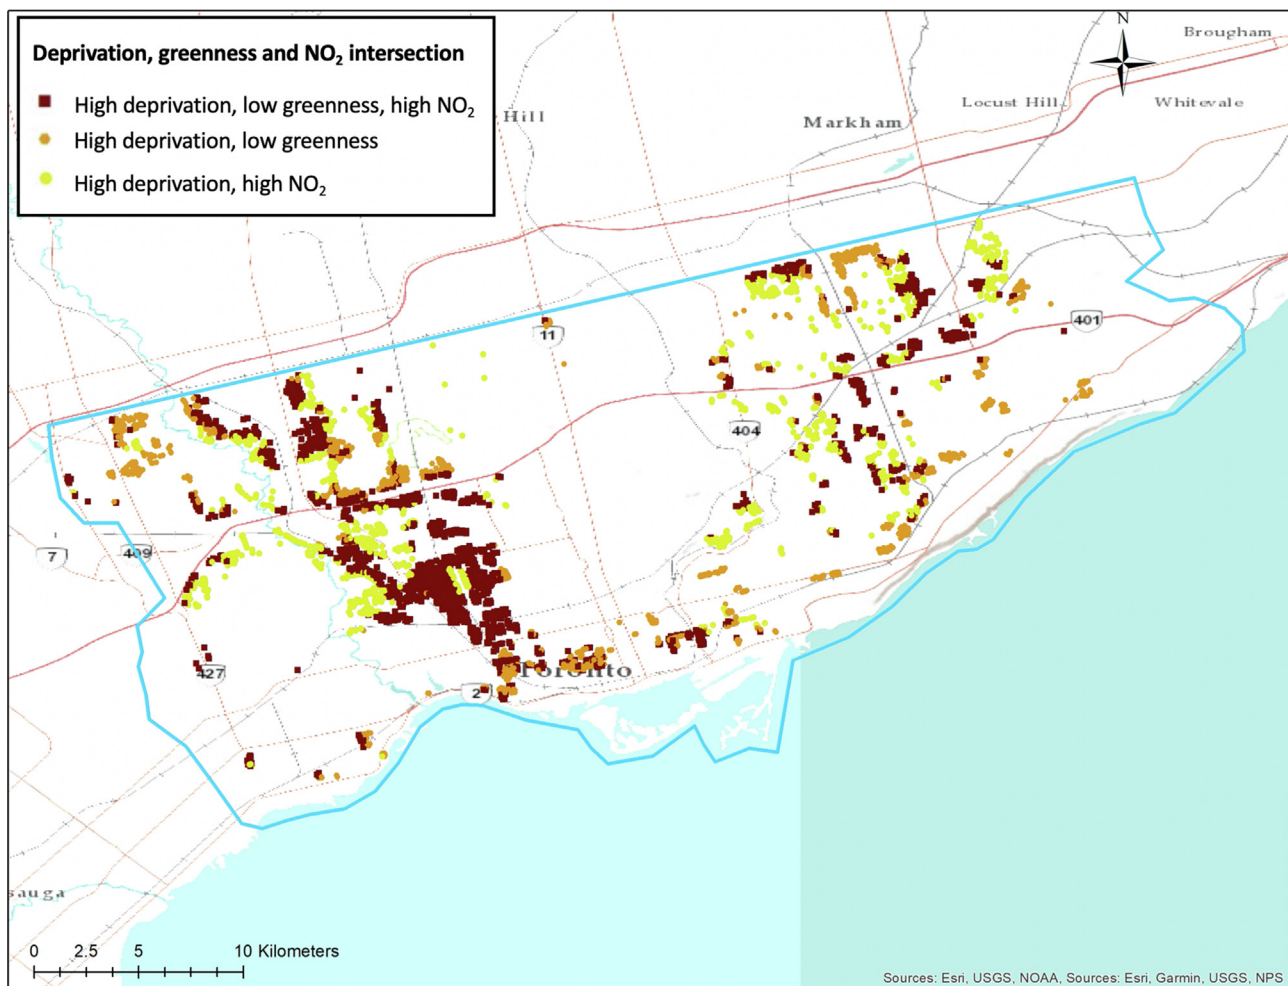 Deprivation, greenness and NO₂ intersection
High deprivation, low greenness, high NO₂
High deprivation, low greenness
High deprivation, high NO₂
N
Brougham
Locust Hill
Whitevale
Hill
Markham
11
401
404
7
409
427
Toronto
2
sauga
0 2.5 5 10 Kilometers
Sources: Esri, USGS, NOAA, Sources: Esri, Garmin, USGS, NPS